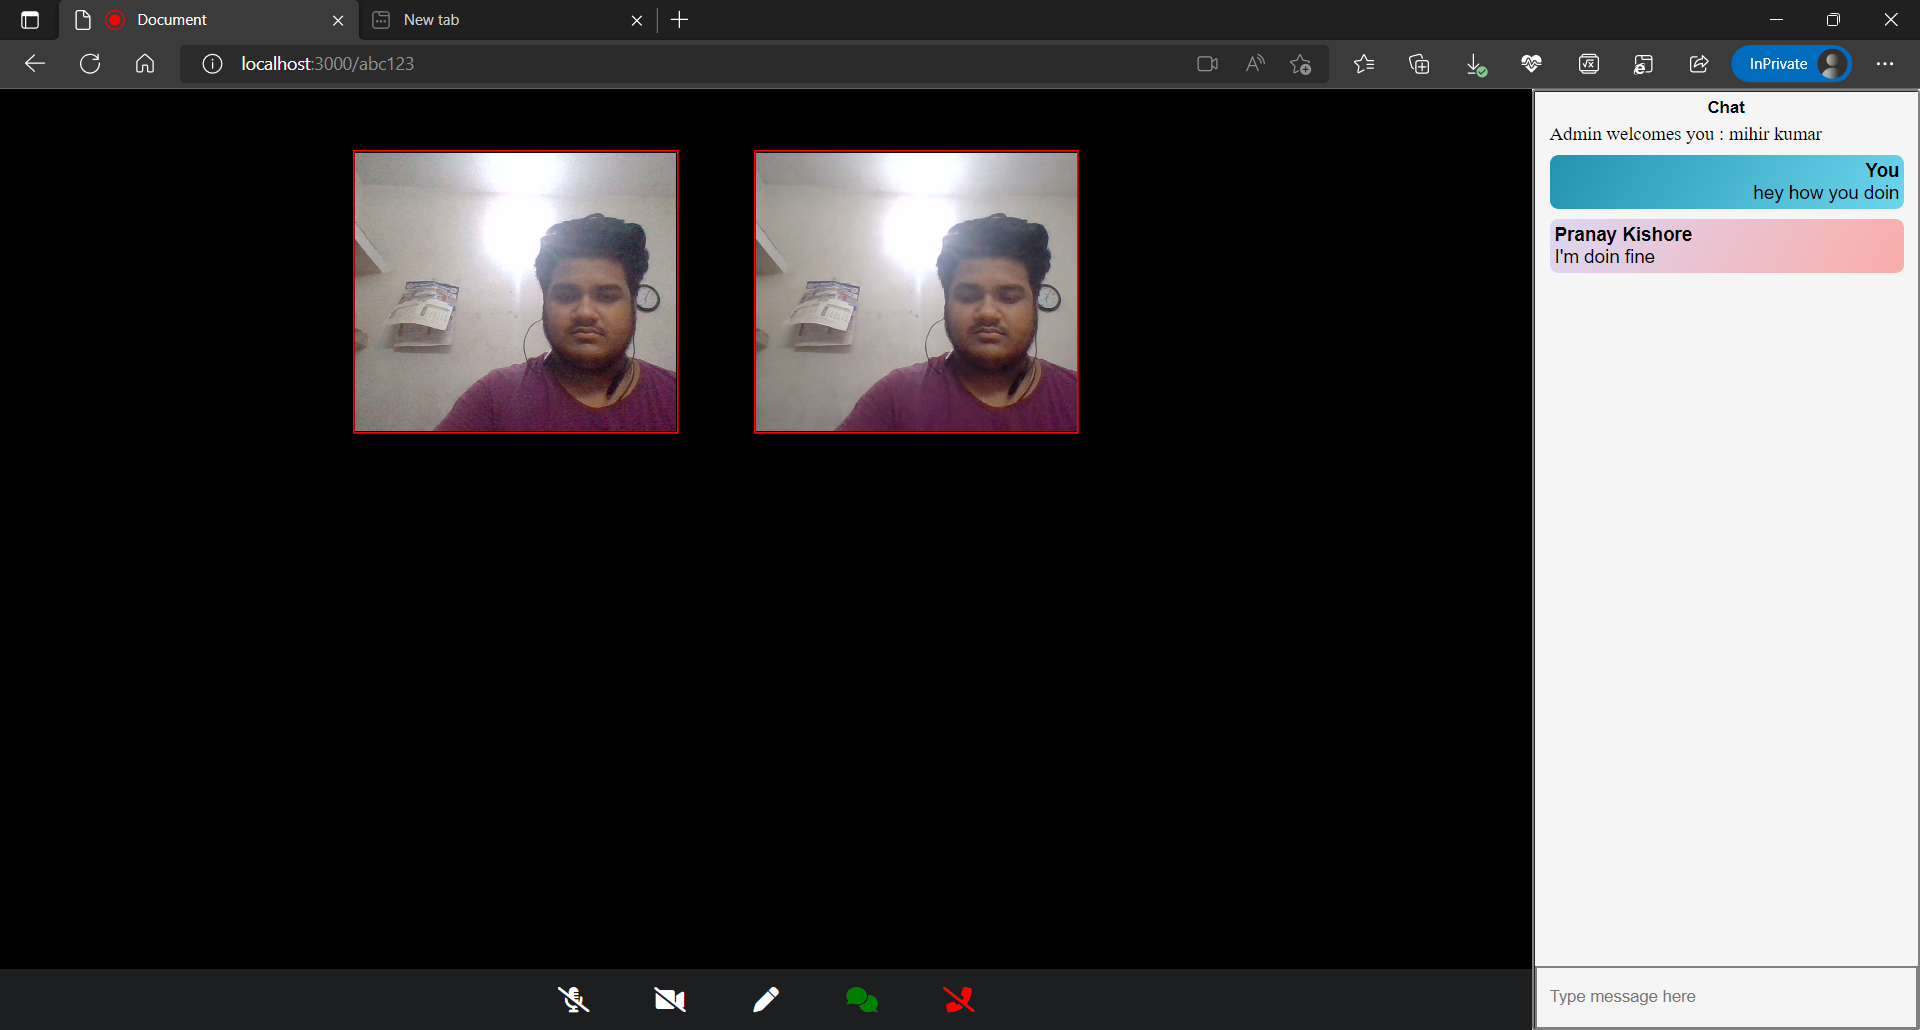 Document
New tab
localhost:3000/abc123
InPrivate
Chat
Admin welcomes you : mihir kumar
You
hey how you doin
Pranay Kishore
I'm doin fine
Type message here